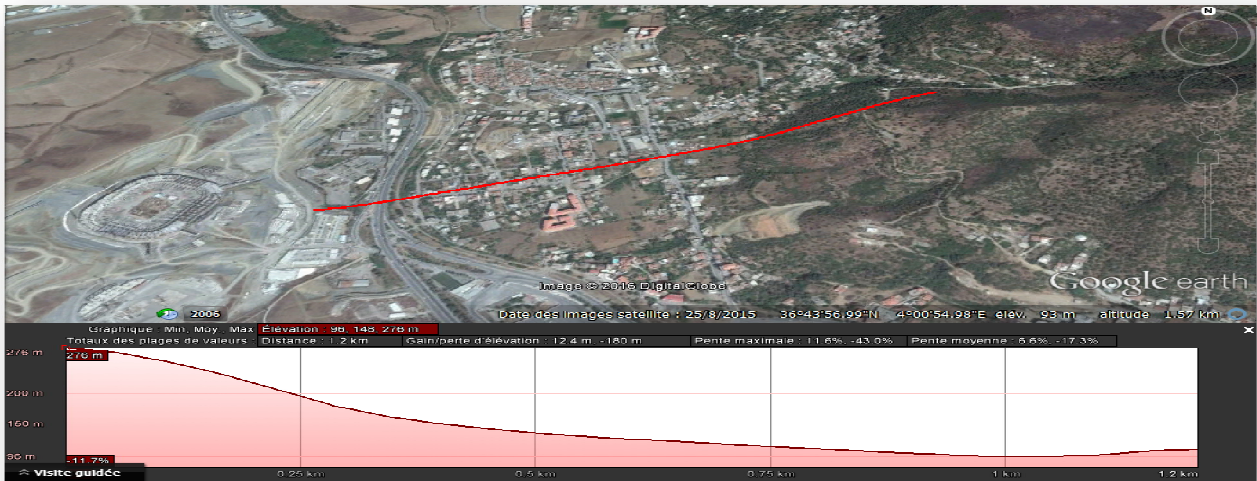 N
Image © 2016 DigitalGlobe
Google earth
2006
Date des images satellite : 25/8/2015 36°43'56.99"N 4°00'54.98"E élév. 93 m altitude 1.57 km
Graphique : Min, Moy, Max Élévation : 96, 148, 276 m
Totaux des plages de valeurs : Distance : 1.2 km Gain/perte d'élévation : 12.4 m, -180 m Pente maximale : 11.6%, -43.0% Pente moyenne : 6.6%, -17.3%
276 m
276 m
200 m
150 m
96 m
-11.7%
Visite guidée 0.25 km 0.5 km 0.75 km 1 km 1.2 km